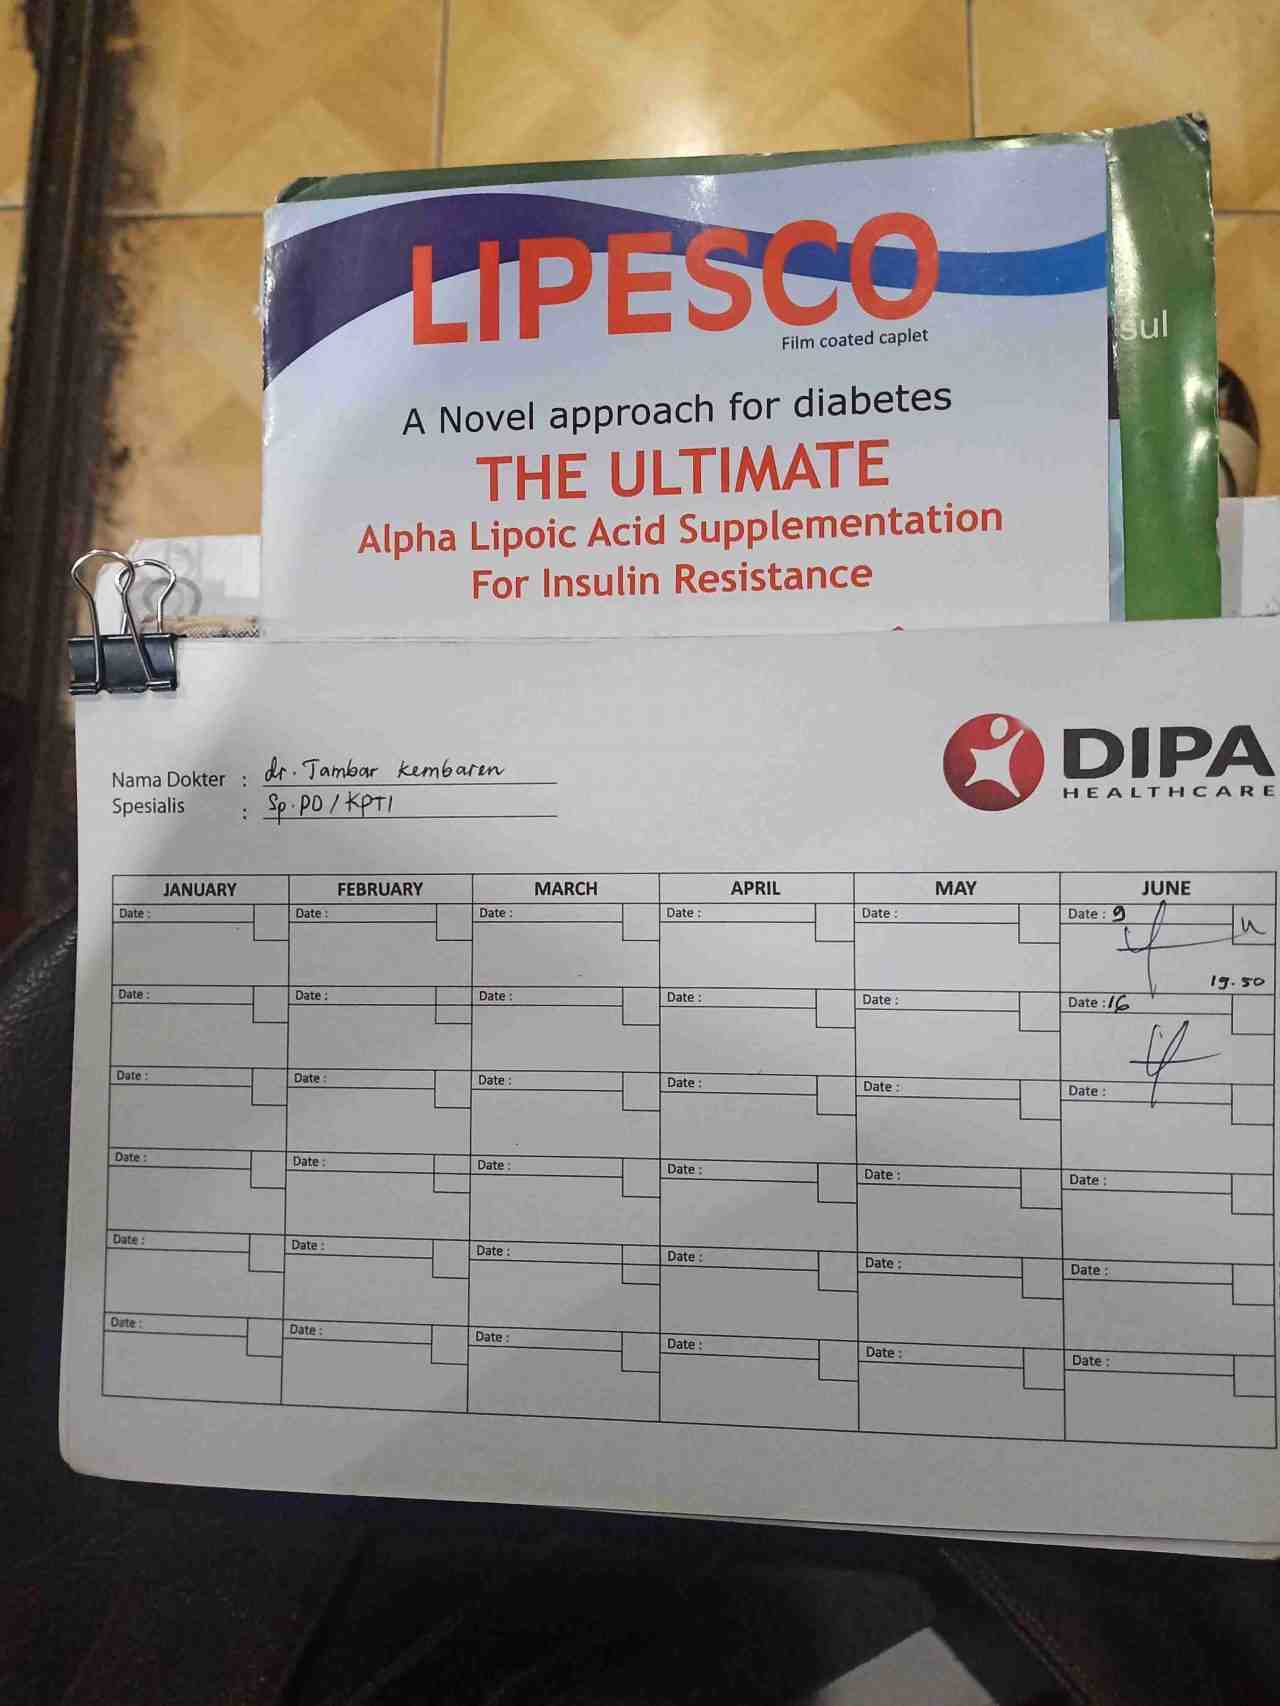 LIPESCO
Film coated caplet
sul
A Novel approach for diabetes
THE ULTIMATE
Alpha Lipoic Acid Supplementation
For Insulin Resistance
DIPA
HEALTHCARE
Nama Dokter : dr. Tambar Kembaren
Spesialis : Sp.PD / KPTI
JANUARY FEBRUARY MARCH APRIL MAY JUNE
Date : Date : Date : Date : Date : Date : 9
19.50
Date : Date : Date : Date : Date : Date : 16
Date : Date : Date : Date : Date : Date :
Date : Date : Date : Date : Date : Date :
Date : Date : Date : Date : Date : Date :
Date : Date : Date : Date : Date : Date :